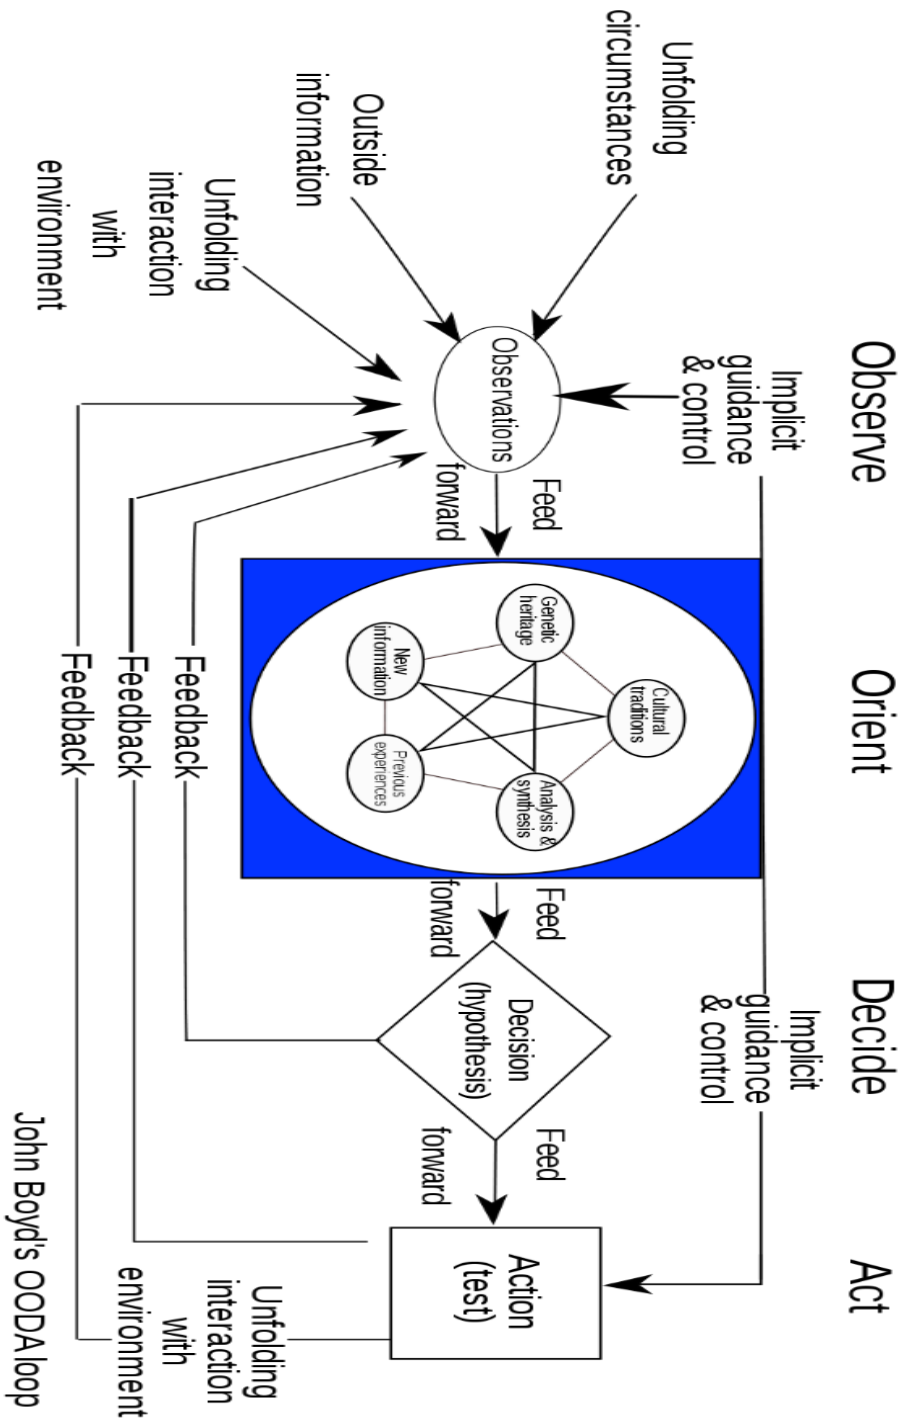 Observe
Orient
Decide
Act
Implicit
guidance
& control
Implicit
guidance
& control
Unfolding
circumstances
Outside
information
Unfolding
interaction
with
environment
Observations
Feed
forward
Genetic
heritage
Cultural
traditions
New
information
Previous
experiences
Analysis &
synthesis
Feed
forward
Decision
(hypothesis)
Feed
forward
Action
(test)
Feedback
Feedback
Feedback
Unfolding
interaction
with
environment
John Boyd's OODA loop